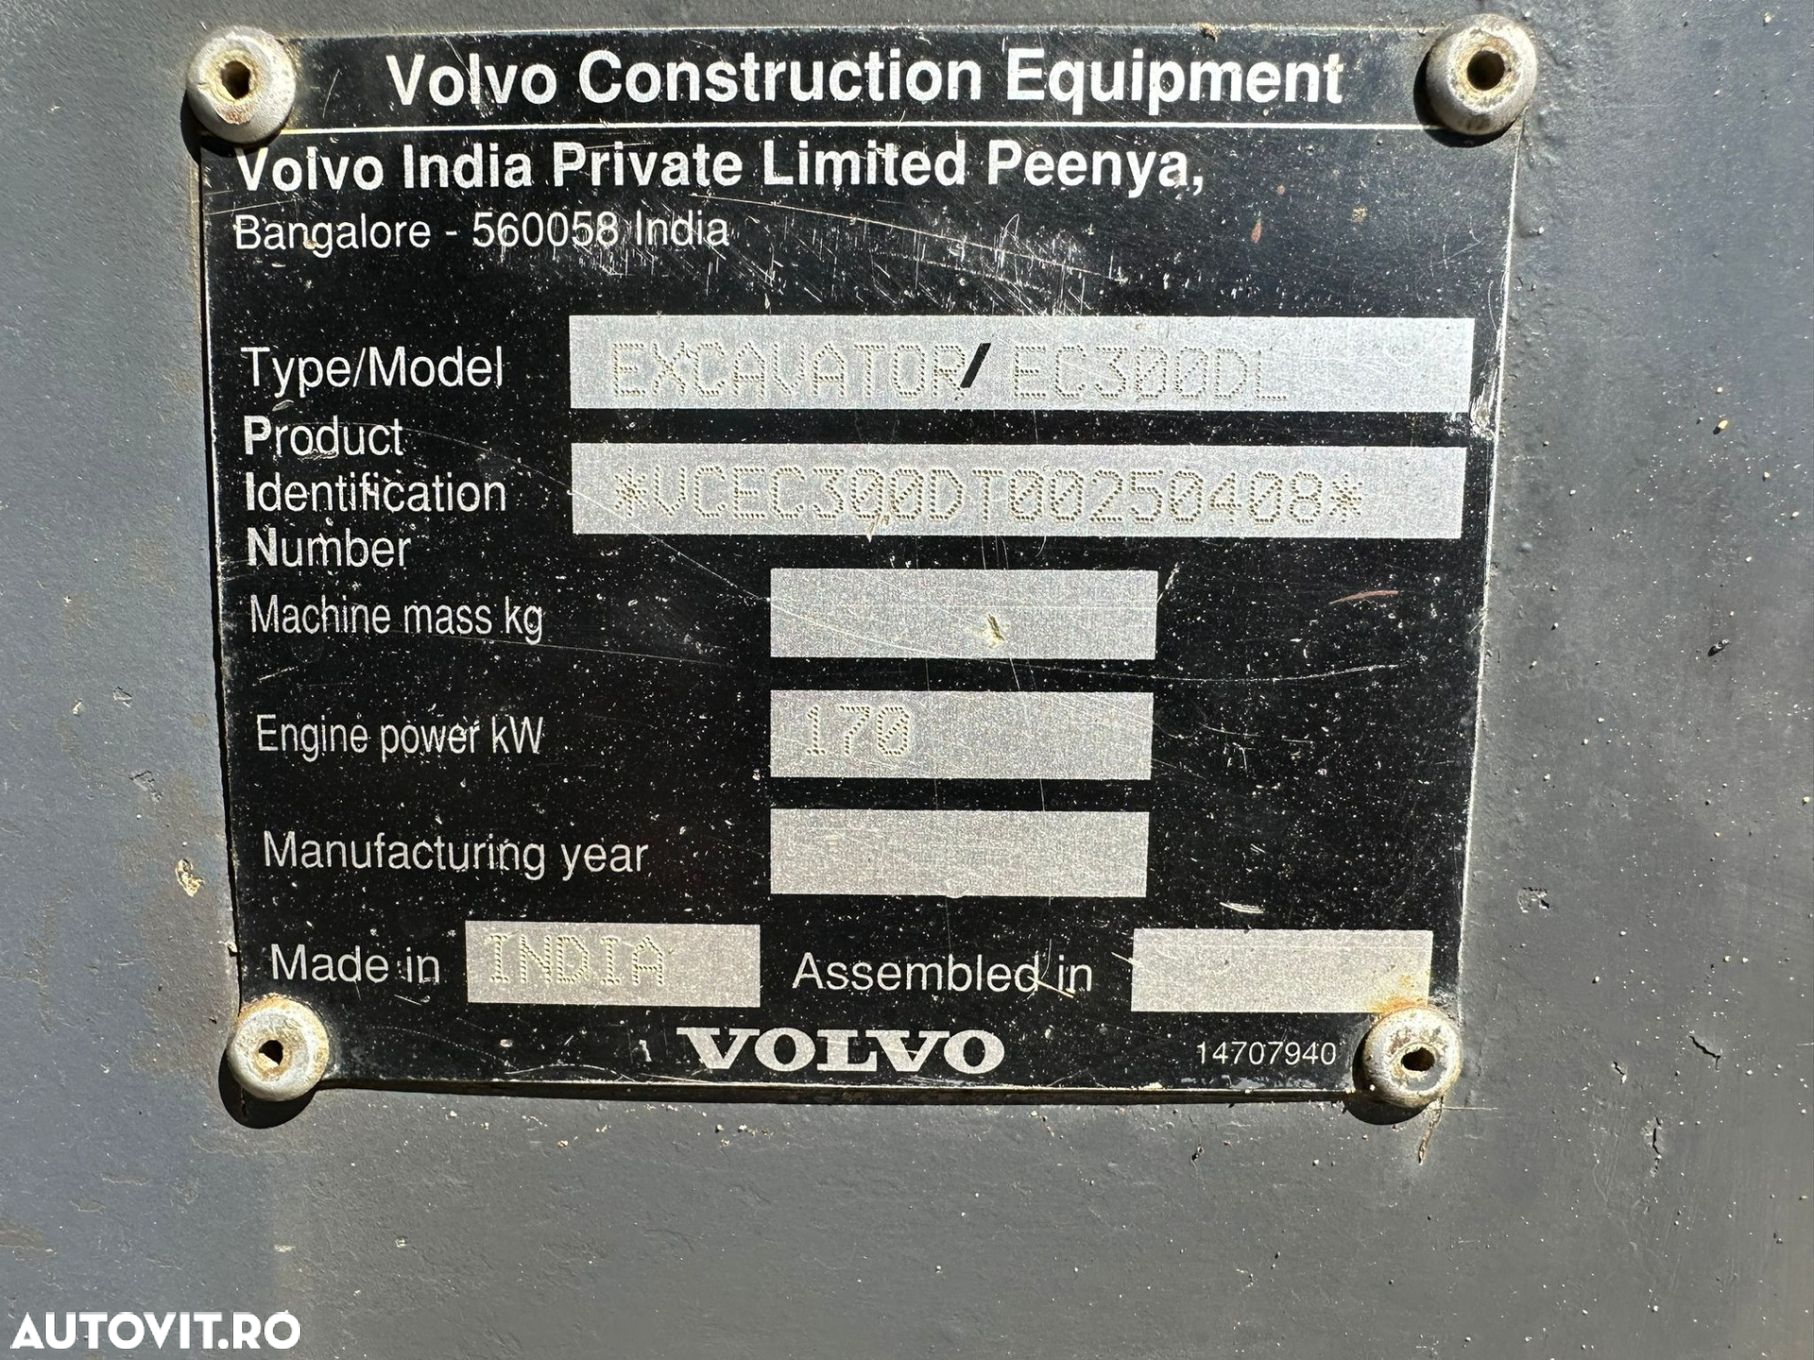 Volvo Construction Equipment
Volvo India Private Limited Peenya,
Bangalore - 560058 India
Type/Model EXCAVATOR/ EC300DL
Product
Identification *VCEC300DT00250408*
Number
Machine mass kg
Engine power kW 170
Manufacturing year
Made in INDIA Assembled in
VOLVO 14707940
AUTOVIT.RO